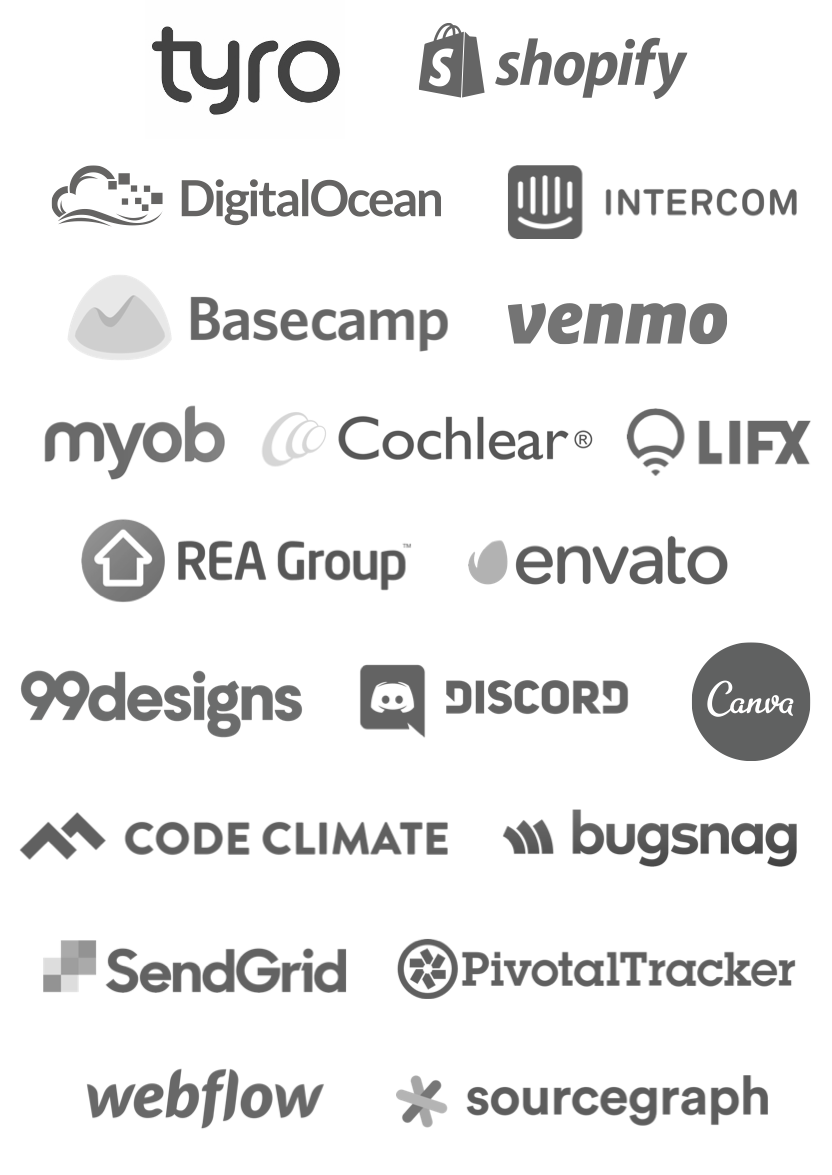 tyro shopify
DigitalOcean INTERCOM
Basecamp venmo
myob Cochlear® LIFX
REA Group™ envato
99designs DISCORD Canva
CODE CLIMATE bugsnag
SendGrid PivotalTracker
webflow sourcegraph